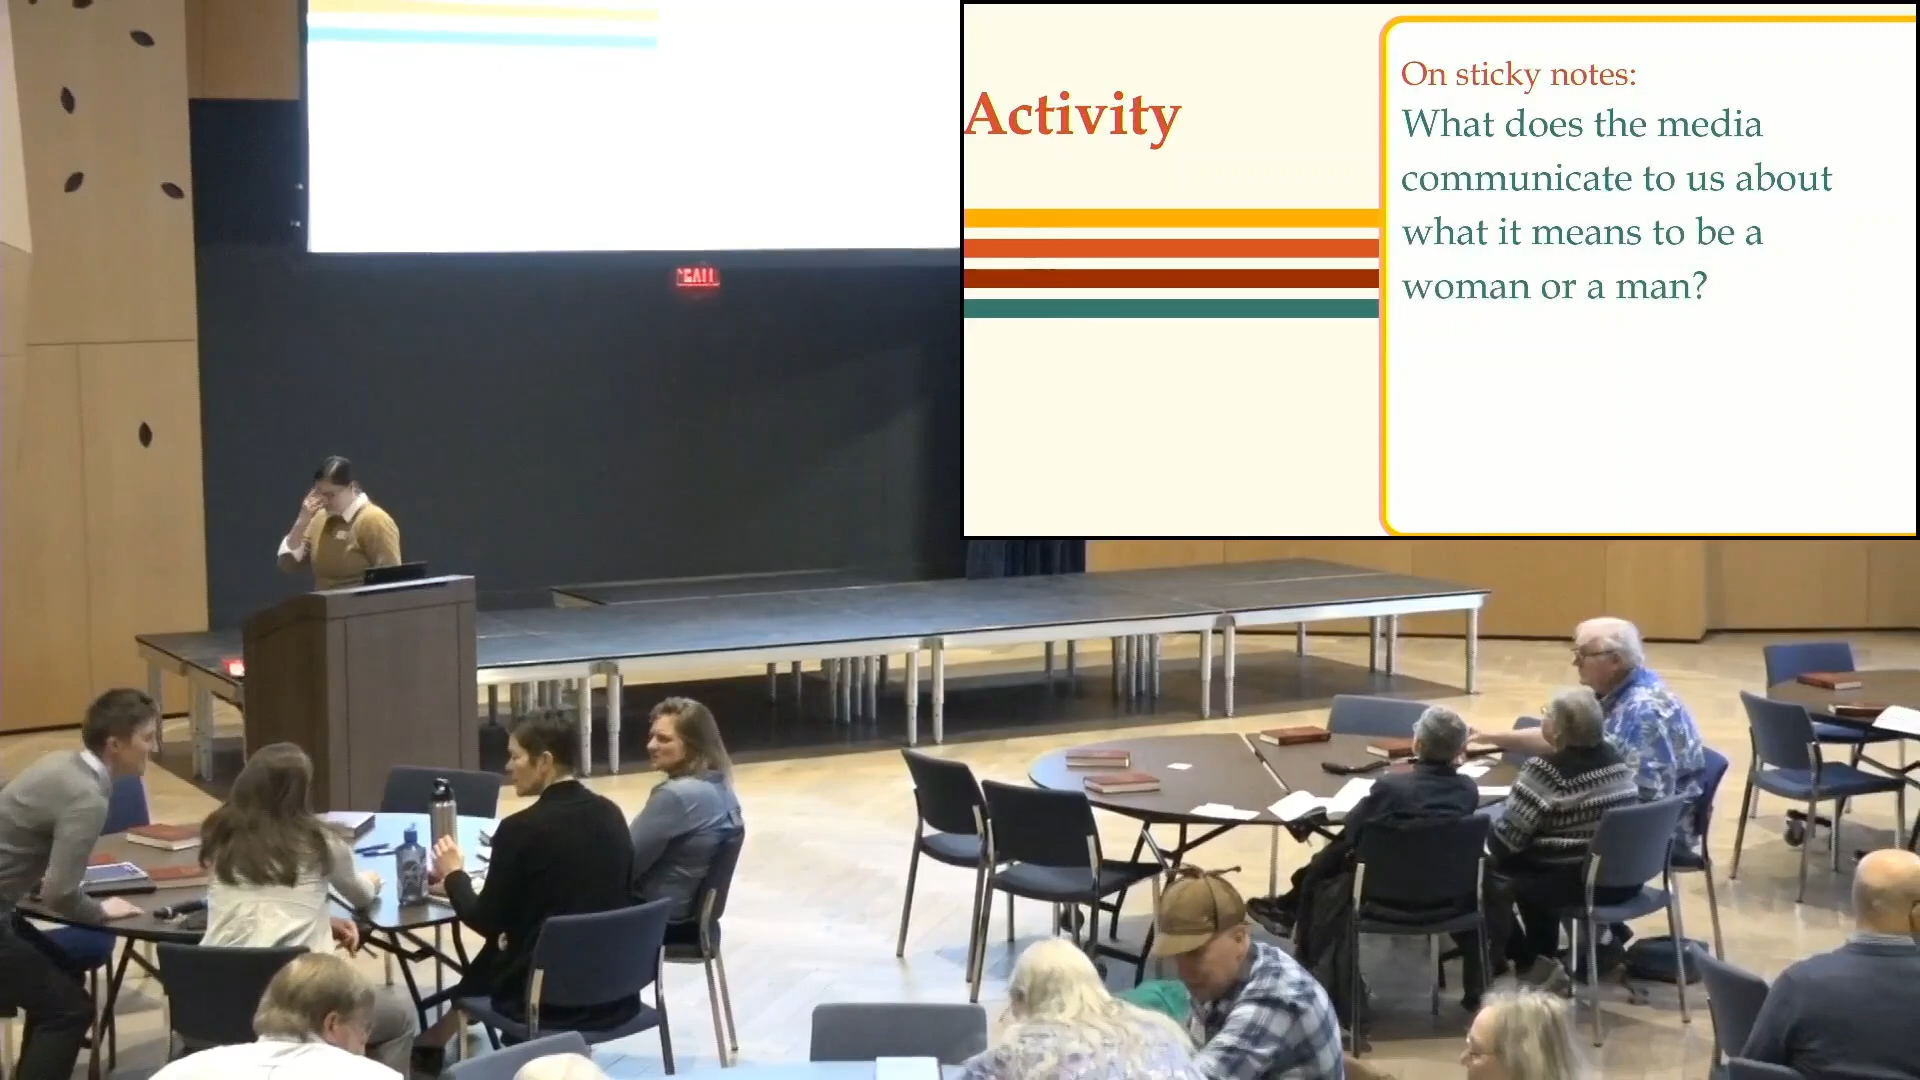 Activity
On sticky notes:
What does the media
communicate to us about
what it means to be a
woman or a man?